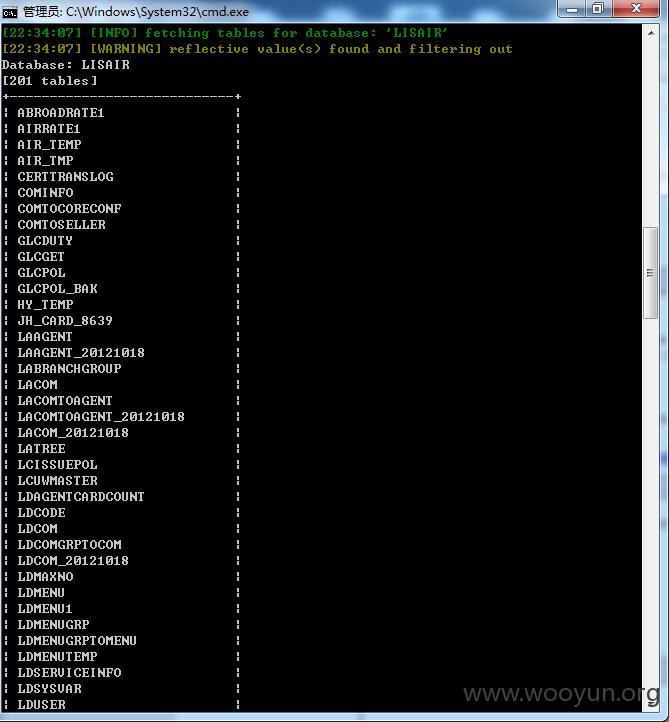 管理员: C:\Windows\System32\cmd.exe
[22:34:07] [INFO] fetching tables for database: 'LISAIR'
[22:34:07] [WARNING] reflective value(s) found and filtering out
Database: LISAIR
[201 tables]
+-----------------------------+
| ABROADRATE1 |
| AIRRATE1 |
| AIR_TEMP |
| AIR_TMP |
| CERTTRANSLOG |
| COMINFO |
| COMTOCORECONF |
| COMTOSELLER |
| GLCDUTY |
| GLCGET |
| GLCPOL |
| GLCPOL_BAK |
| HY_TEMP |
| JH_CARD_8639 |
| LAAGENT |
| LAAGENT_20121018 |
| LABRANCHGROUP |
| LACOM |
| LACOMTOAGENT |
| LACOMTOAGENT_20121018 |
| LACOM_20121018 |
| LATREE |
| LCISSUEPOL |
| LCUWMASTER |
| LDAGENTCARDCOUNT |
| LDCODE |
| LDCOM |
| LDCOMGRPTOCOM |
| LDCOM_20121018 |
| LDMAXNO |
| LDMENU |
| LDMENU1 |
| LDMENUGRP |
| LDMENUGRPTOMENU |
| LDMENUTEMP |
| LDSERVICEINFO |
| LDSYSVAR |
| LDUSER |
www.wooyun.org